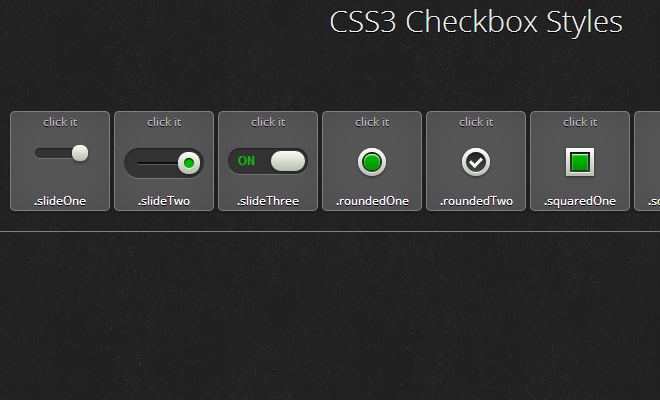 CSS3 Checkbox Styles
click it click it click it click it click it click it
ON
.slideOne .slideTwo .slideThree .roundedOne .roundedTwo .squaredOne